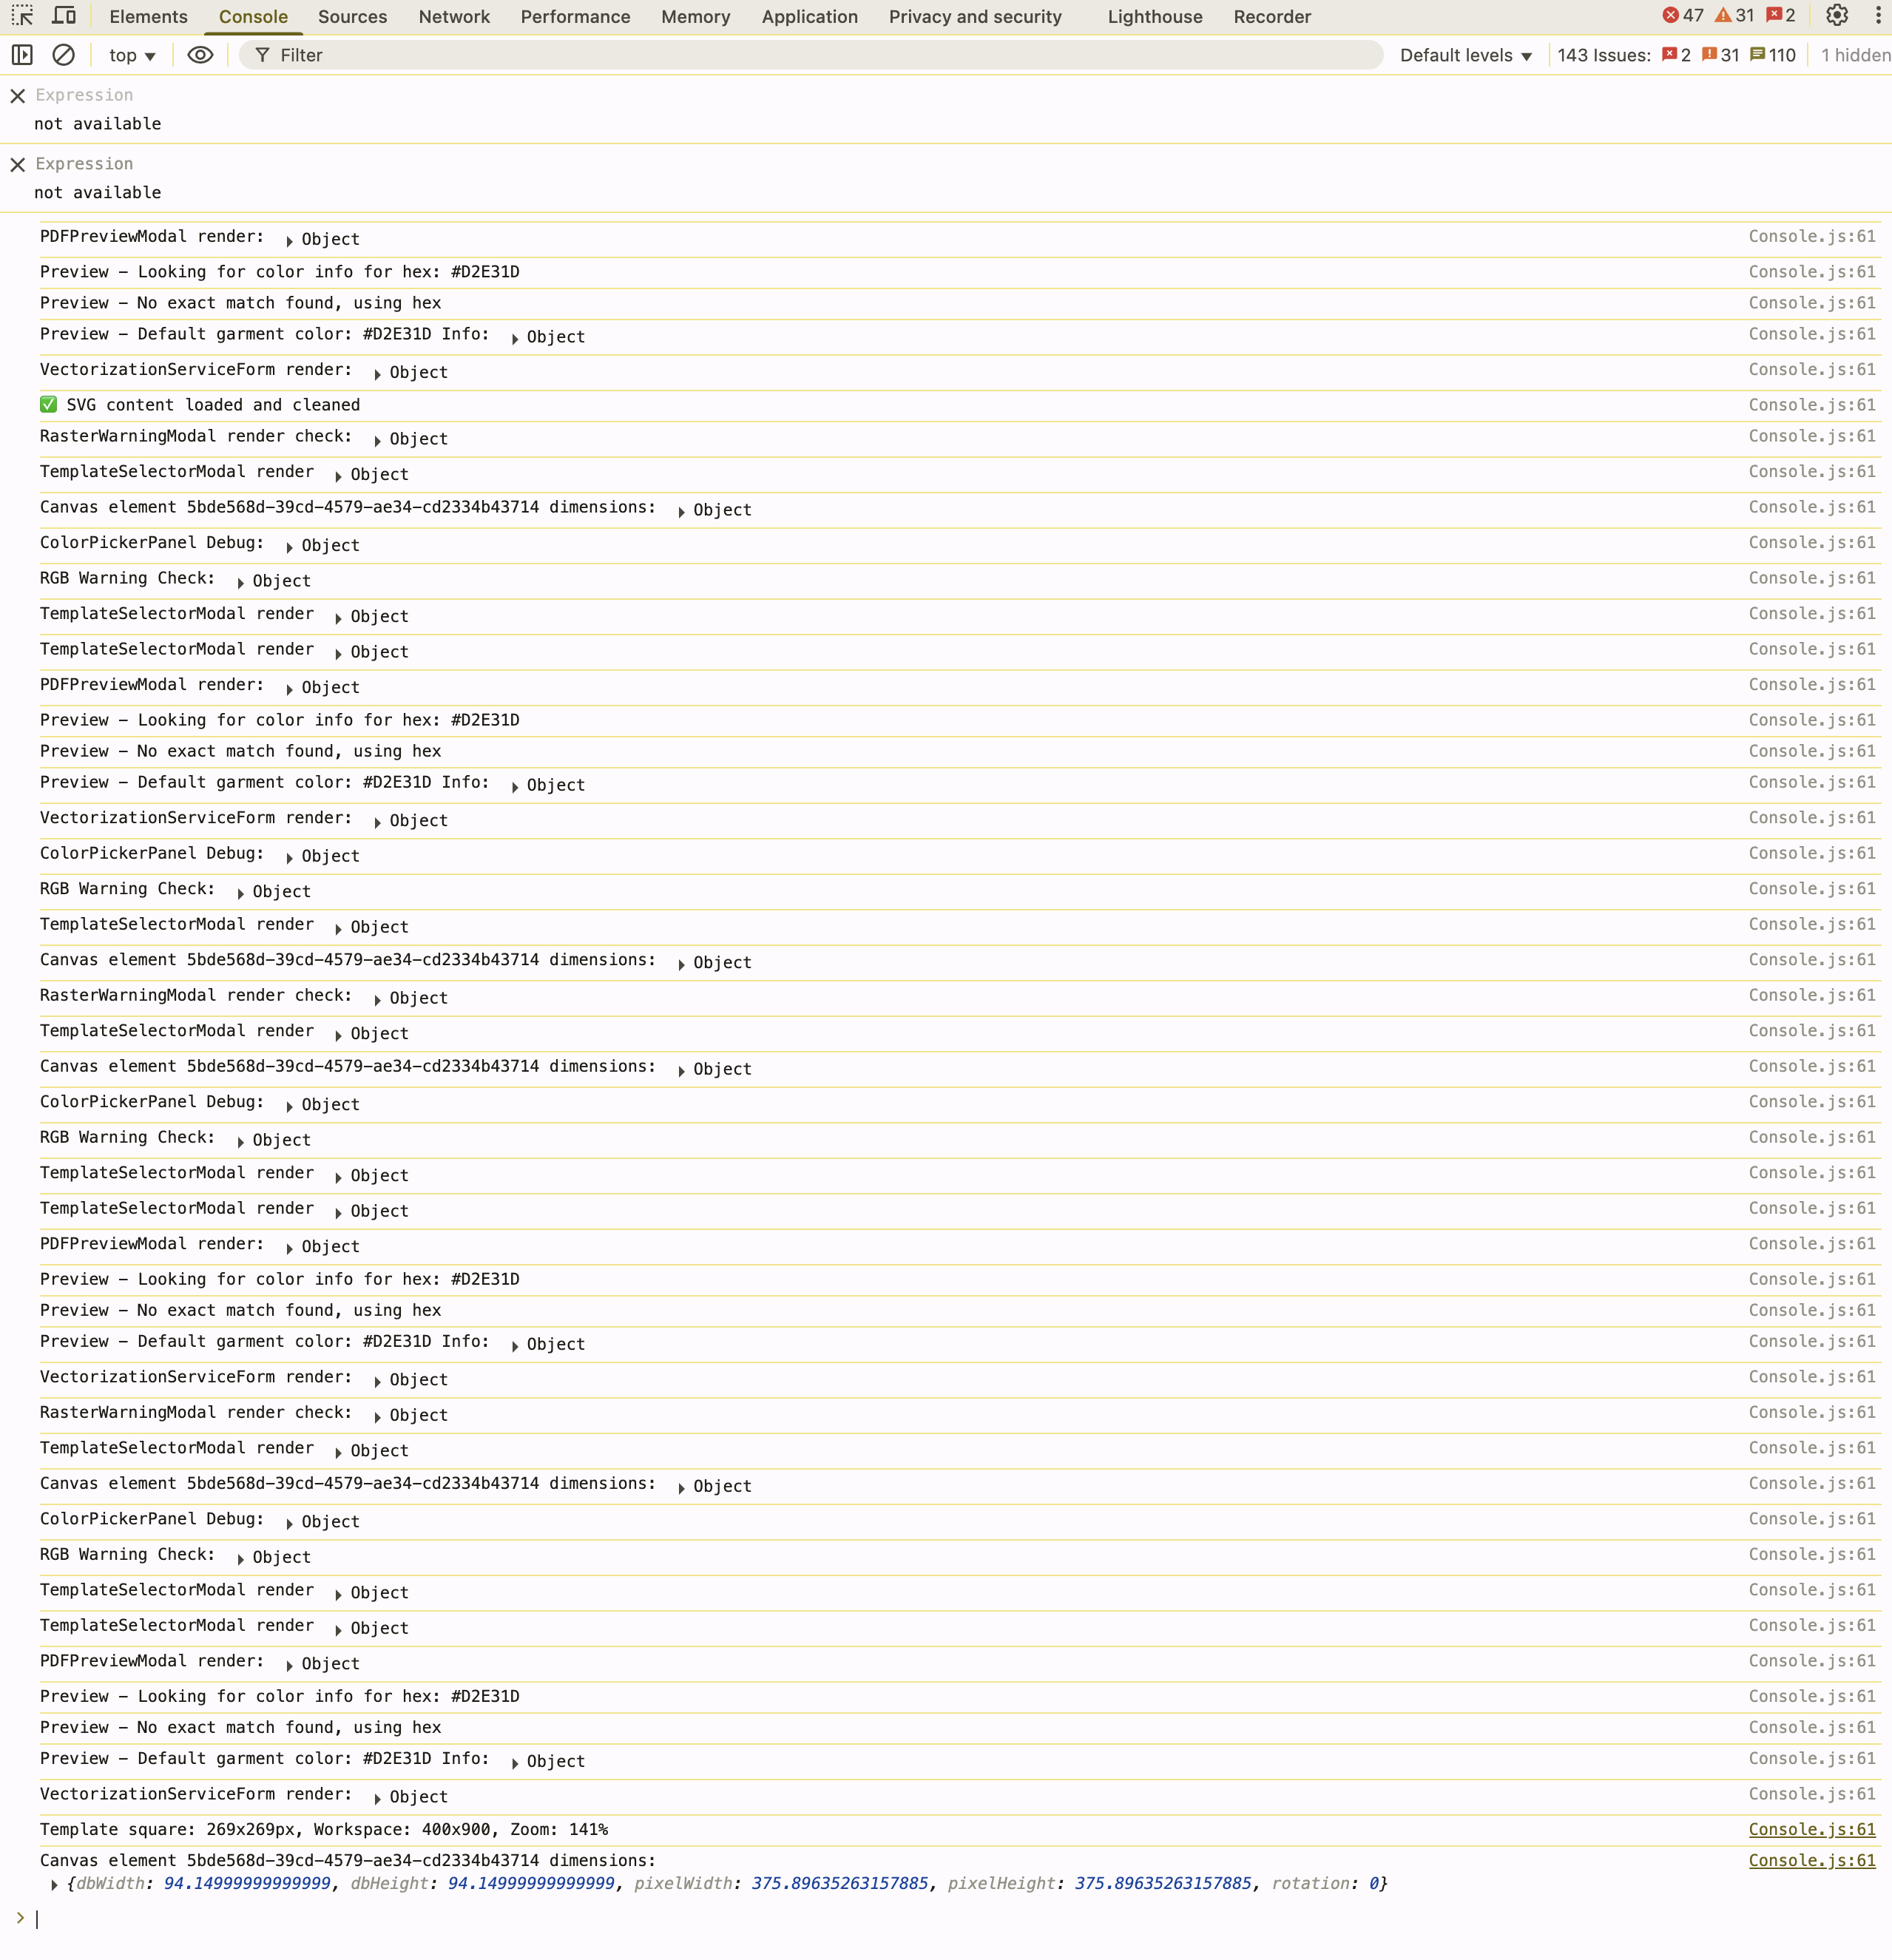 Elements Console Sources Network Performance Memory Application Privacy and security Lighthouse Recorder 47 31 2
top Filter Default levels 143 Issues: 2 31 110 1 hidden
Expression
not available
Expression
not available
PDFPreviewModal render: Object Console.js:61
Preview – Looking for color info for hex: #D2E31D Console.js:61
Preview – No exact match found, using hex Console.js:61
Preview – Default garment color: #D2E31D Info: Object Console.js:61
VectorizationServiceForm render: Object Console.js:61
✅ SVG content loaded and cleaned Console.js:61
RasterWarningModal render check: Object Console.js:61
TemplateSelectorModal render Object Console.js:61
Canvas element 5bde568d-39cd-4579-ae34-cd2334b43714 dimensions: Object Console.js:61
ColorPickerPanel Debug: Object Console.js:61
RGB Warning Check: Object Console.js:61
TemplateSelectorModal render Object Console.js:61
TemplateSelectorModal render Object Console.js:61
PDFPreviewModal render: Object Console.js:61
Preview – Looking for color info for hex: #D2E31D Console.js:61
Preview – No exact match found, using hex Console.js:61
Preview – Default garment color: #D2E31D Info: Object Console.js:61
VectorizationServiceForm render: Object Console.js:61
ColorPickerPanel Debug: Object Console.js:61
RGB Warning Check: Object Console.js:61
TemplateSelectorModal render Object Console.js:61
Canvas element 5bde568d-39cd-4579-ae34-cd2334b43714 dimensions: Object Console.js:61
RasterWarningModal render check: Object Console.js:61
TemplateSelectorModal render Object Console.js:61
Canvas element 5bde568d-39cd-4579-ae34-cd2334b43714 dimensions: Object Console.js:61
ColorPickerPanel Debug: Object Console.js:61
RGB Warning Check: Object Console.js:61
TemplateSelectorModal render Object Console.js:61
TemplateSelectorModal render Object Console.js:61
PDFPreviewModal render: Object Console.js:61
Preview – Looking for color info for hex: #D2E31D Console.js:61
Preview – No exact match found, using hex Console.js:61
Preview – Default garment color: #D2E31D Info: Object Console.js:61
VectorizationServiceForm render: Object Console.js:61
RasterWarningModal render check: Object Console.js:61
TemplateSelectorModal render Object Console.js:61
Canvas element 5bde568d-39cd-4579-ae34-cd2334b43714 dimensions: Object Console.js:61
ColorPickerPanel Debug: Object Console.js:61
RGB Warning Check: Object Console.js:61
TemplateSelectorModal render Object Console.js:61
TemplateSelectorModal render Object Console.js:61
PDFPreviewModal render: Object Console.js:61
Preview – Looking for color info for hex: #D2E31D Console.js:61
Preview – No exact match found, using hex Console.js:61
Preview – Default garment color: #D2E31D Info: Object Console.js:61
VectorizationServiceForm render: Object Console.js:61
Template square: 269x269px, Workspace: 400x900, Zoom: 141% Console.js:61
Canvas element 5bde568d-39cd-4579-ae34-cd2334b43714 dimensions: Console.js:61
{dbWidth: 94.14999999999999, dbHeight: 94.14999999999999, pixelWidth: 375.89635263157885, pixelHeight: 375.89635263157885, rotation: 0}